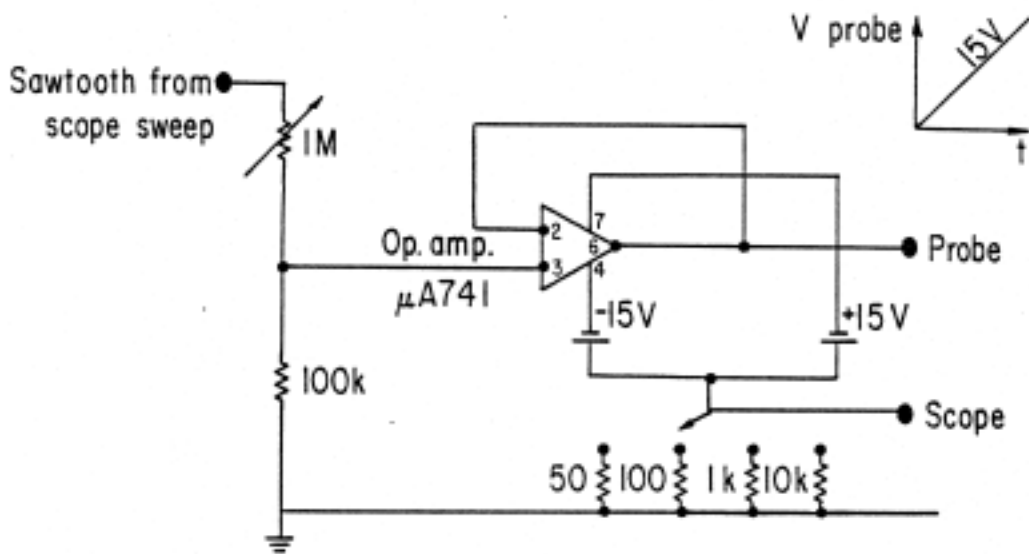 V probe
15V
t
Sawtooth from
scope sweep
1M
7
2
6
3
4
Op. amp.
μA741
Probe
-15V
+15V
100k
Scope
50
100
1k
10k